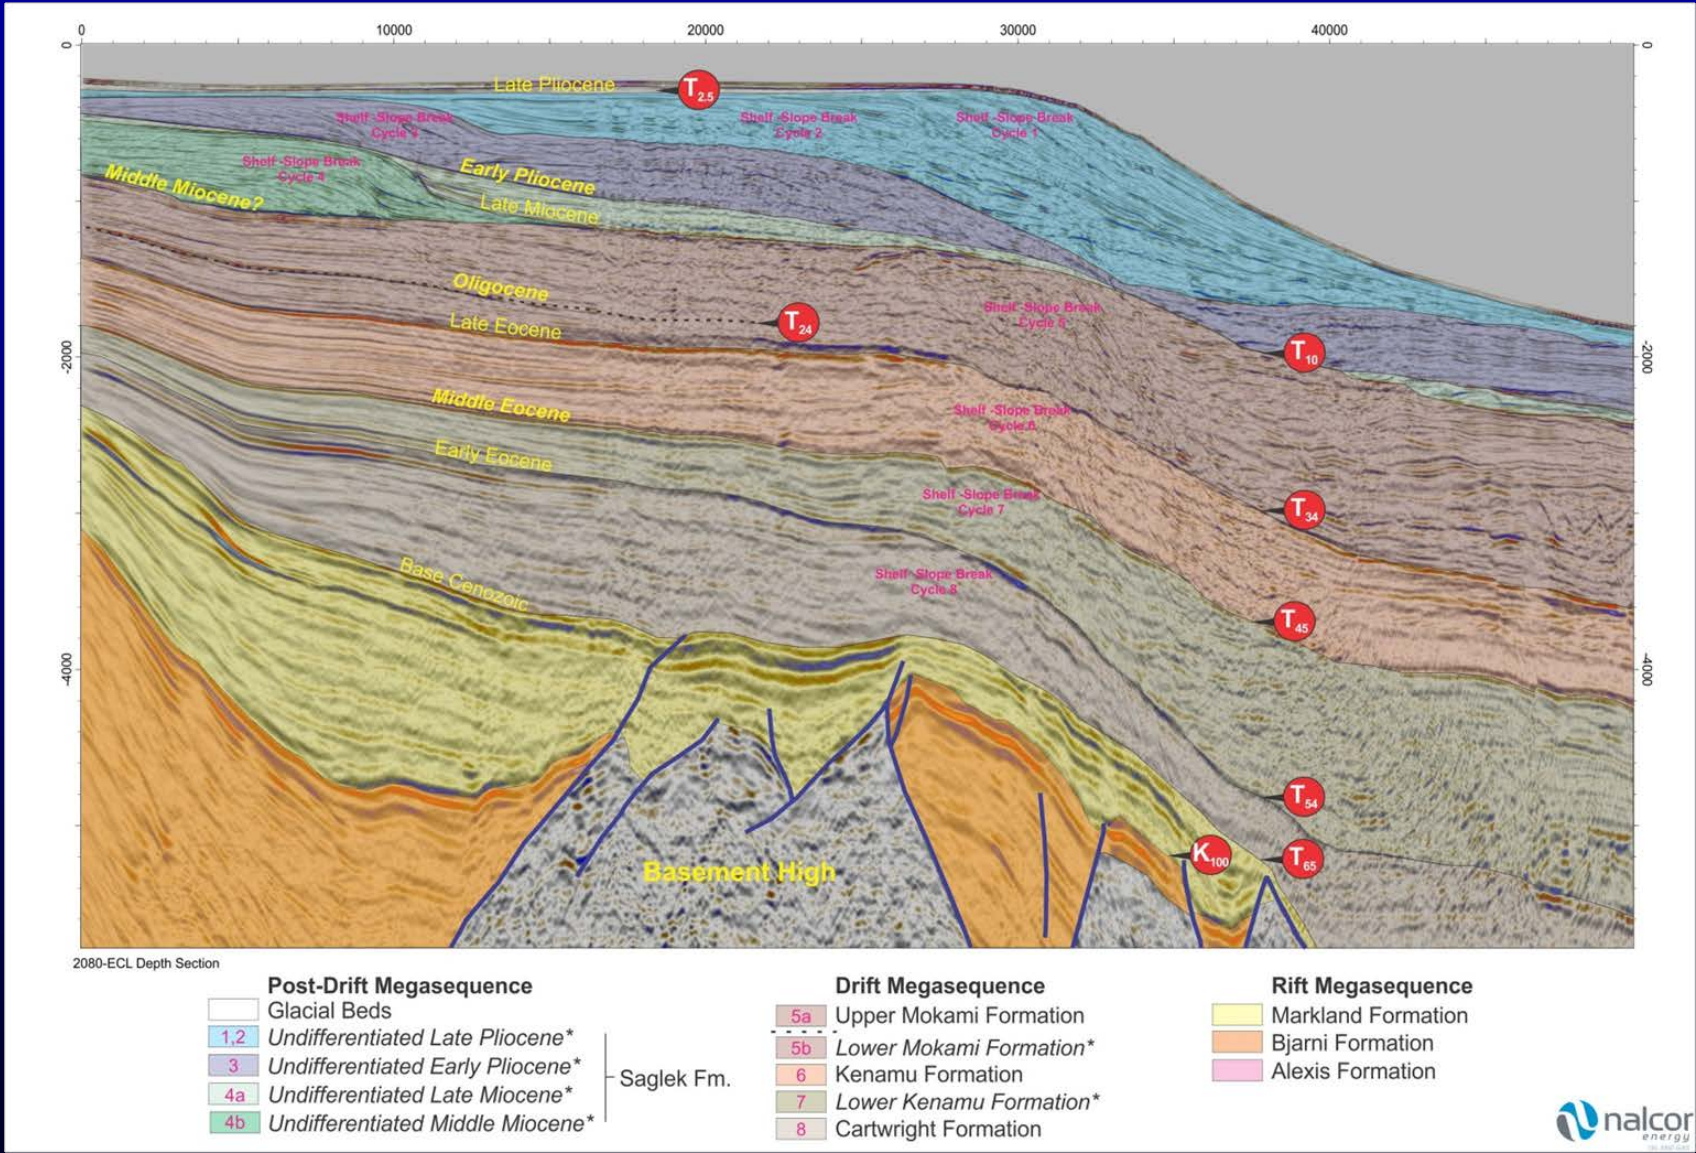 0 10000 20000 30000 40000
0
0
Late Pliocene
T2.5
Shelf -Slope Break
Cycle 3
Shelf -Slope Break
Cycle 2
Shelf -Slope Break
Cycle 1
Shelf -Slope Break
Cycle 4
Early Pliocene
Middle Miocene?
Late Miocene
Oligocene
Shelf -Slope Break
Cycle 5
Late Eocene
T24
T10
-2000
-2000
Middle Eocene
Shelf -Slope Break
Cycle 6
Early Eocene
Shelf -Slope Break
Cycle 7
T34
Base Cenozoic
Shelf -Slope Break
Cycle 8
T45
-4000
-4000
T54
K100
T65
Basement High
2080-ECL Depth Section
Post-Drift Megasequence
Glacial Beds
1,2 Undifferentiated Late Pliocene*
3 Undifferentiated Early Pliocene*
4a Undifferentiated Late Miocene*
4b Undifferentiated Middle Miocene*
Saglek Fm.
Drift Megasequence
5a Upper Mokami Formation
5b Lower Mokami Formation*
6 Kenamu Formation
7 Lower Kenamu Formation*
8 Cartwright Formation
Rift Megasequence
Markland Formation
Bjarni Formation
Alexis Formation
nalcor
energy